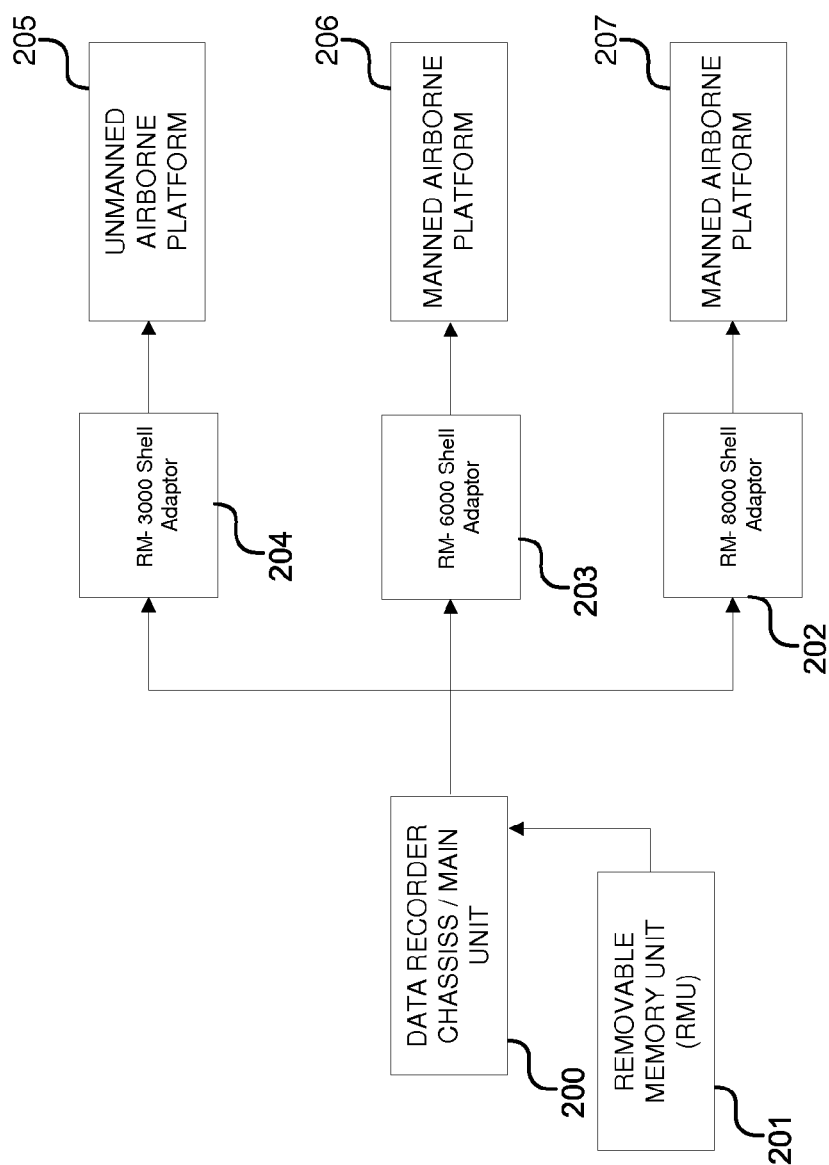 205
UNMANNED
AIRBORNE
PLATFORM
206
MANNED AIRBORNE
PLATFORM
207
MANNED AIRBORNE
PLATFORM
RM- 3000 Shell
Adaptor
204
RM- 6000 Shell
Adaptor
203
RM- 8000 Shell
Adaptor
202
DATA RECORDER
CHASSISS / MAIN
UNIT
200
REMOVABLE
MEMORY UNIT
(RMU)
201